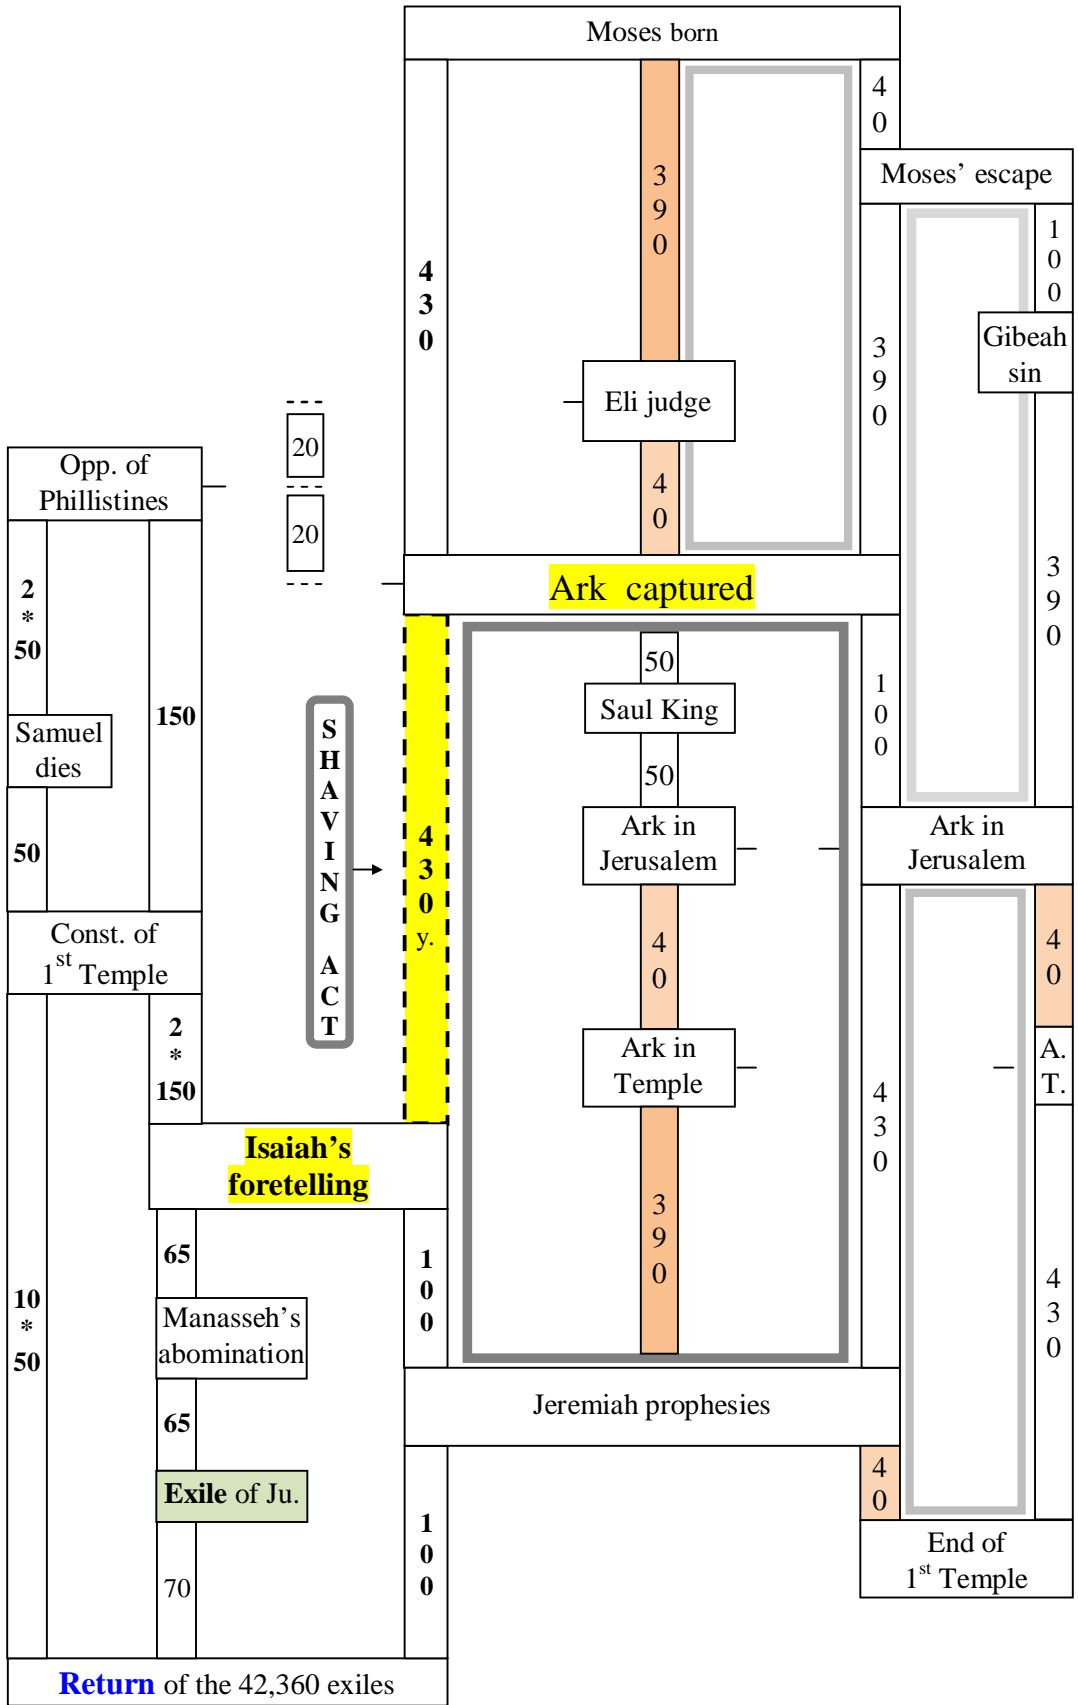 Moses born
40
390
Moses’ escape
430
100
390
Gibeah
sin
Eli judge
20
Opp. of
Phillistines
40
20
390
Ark captured
2
*
50
50
100
150
Saul King
SHAVING ACT
Samuel
dies
50
430
y.
Ark in
Jerusalem
Ark in
Jerusalem
50
Const. of
1st Temple
40
40
2
*
150
Ark in
Temple
A.
T.
430
Isaiah’s
foretelling
390
65
100
430
10
*
50
Manasseh’s
abomination
Jeremiah prophesies
65
40
Exile of Ju.
100
End of
1st Temple
70
Return of the 42,360 exiles